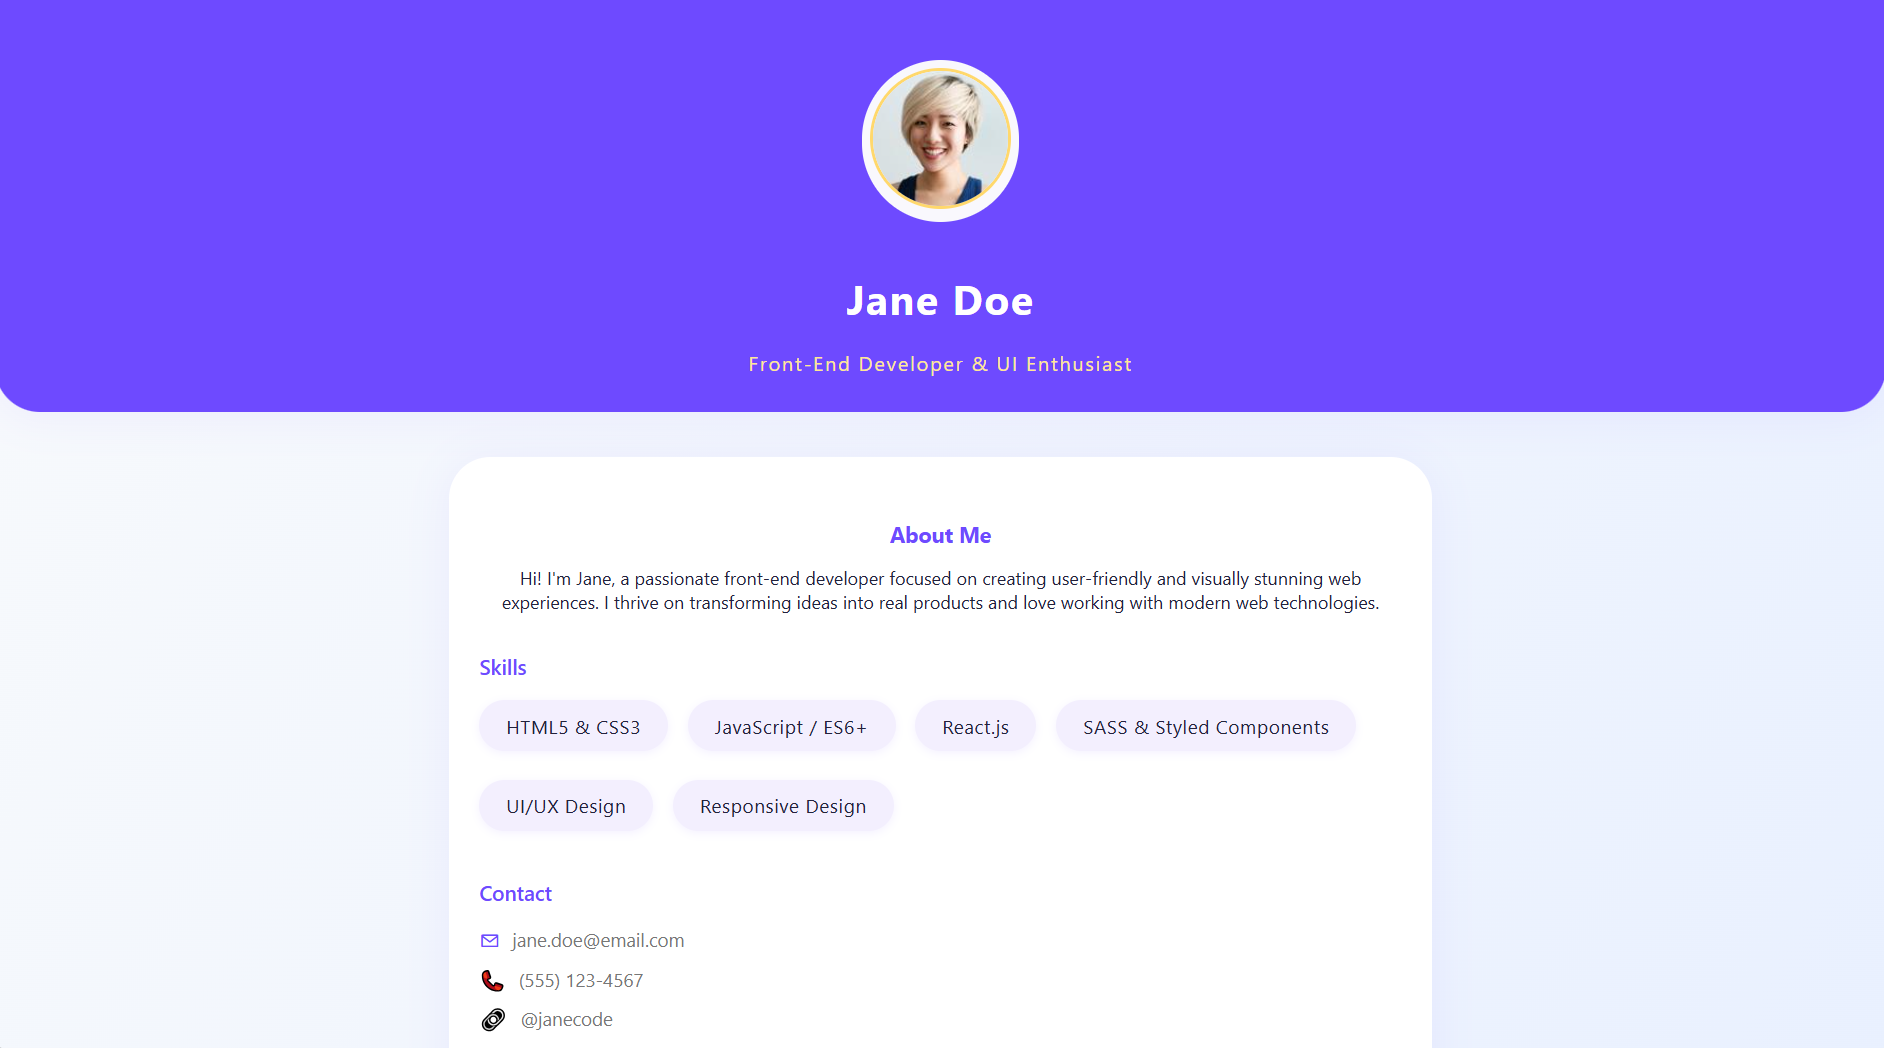 Jane Doe
Front-End Developer & UI Enthusiast
About Me
Hi! I'm Jane, a passionate front-end developer focused on creating user-friendly and visually stunning web
experiences. I thrive on transforming ideas into real products and love working with modern web technologies.
Skills
HTML5 & CSS3 JavaScript / ES6+ React.js SASS & Styled Components
UI/UX Design Responsive Design
Contact
jane.doe@email.com
(555) 123-4567
@janecode